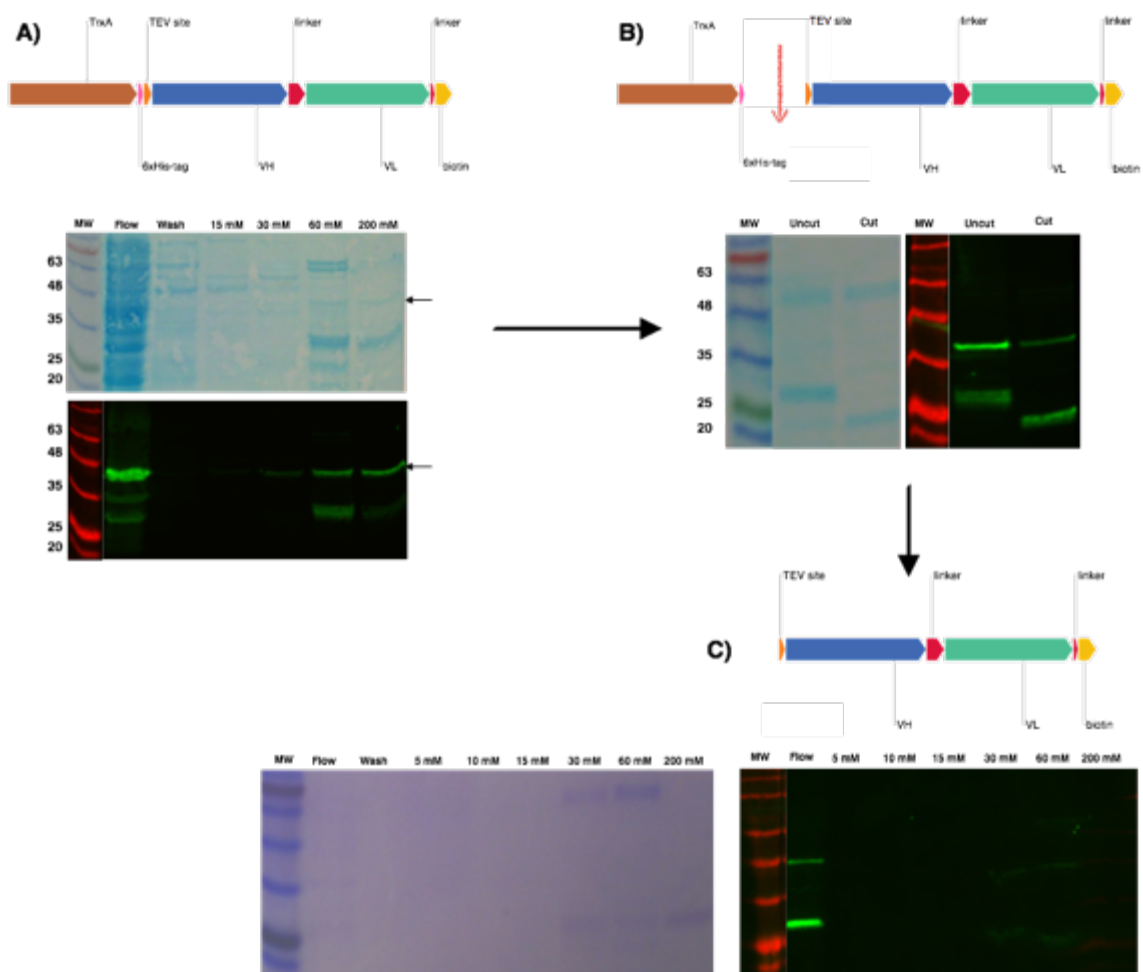 A)
TrxA
TEV site
linker
linker
6xHis-tag
VH
VL
biotin
MW Flow Wash 15 mM 30 mM 60 mM 200 mM
63
48
35
25
20
63
48
35
25
20
B)
TrxA
TEV site
linker
linker
6xHis-tag
VH
VL
biotin
MW Uncut Cut
63
48
35
25
20
MW Uncut Cut
C)
TEV site
linker
linker
VH
VL
biotin
MW Flow Wash 5 mM 10 mM 15 mM 30 mM 60 mM 200 mM
MW Flow 5 mM 10 mM 15 mM 30 mM 60 mM 200 mM